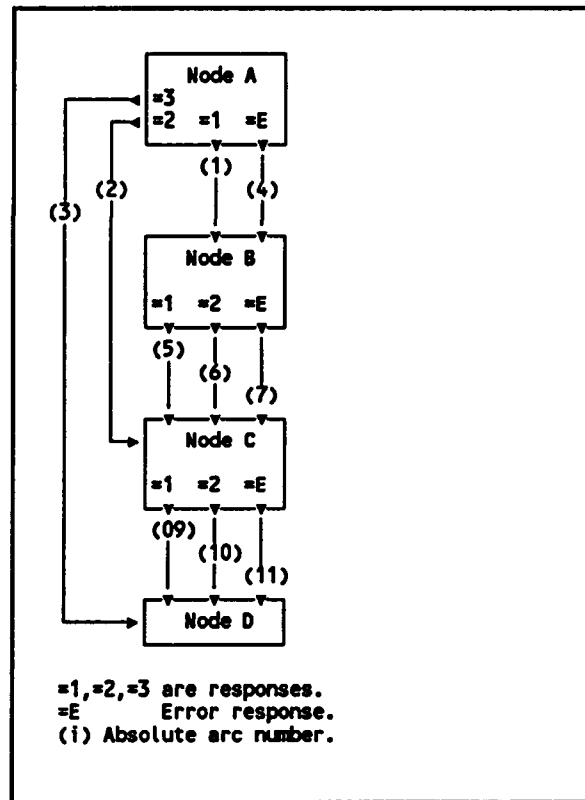 Node A
=3
=2 =1 =E
(1)
(2) (4)
(3)
Node B
=1 =2 =E
(5)
(6)
(7)
Node C
=1 =2 =E
(09)
(10)
(11)
Node D
=1,=2,=3 are responses.
=E Error response.
(i) Absolute arc number.